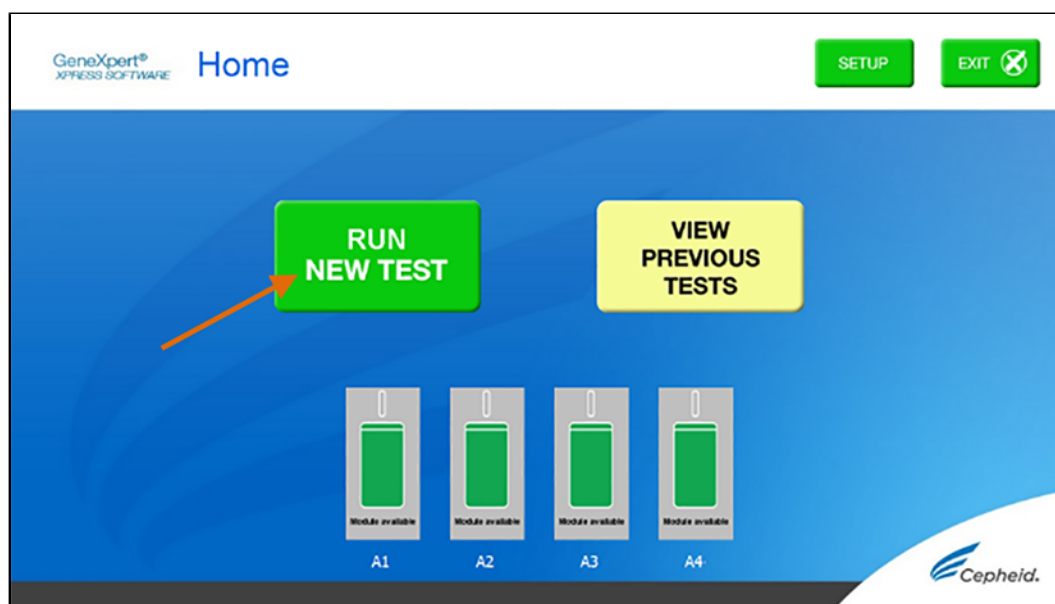 GeneXpert®
XPRESS SOFTWARE
Home
SETUP
EXIT
RUN
NEW TEST
VIEW
PREVIOUS
TESTS
Module available
Module available
Module available
Module available
A1
A2
A3
A4
Cepheid.